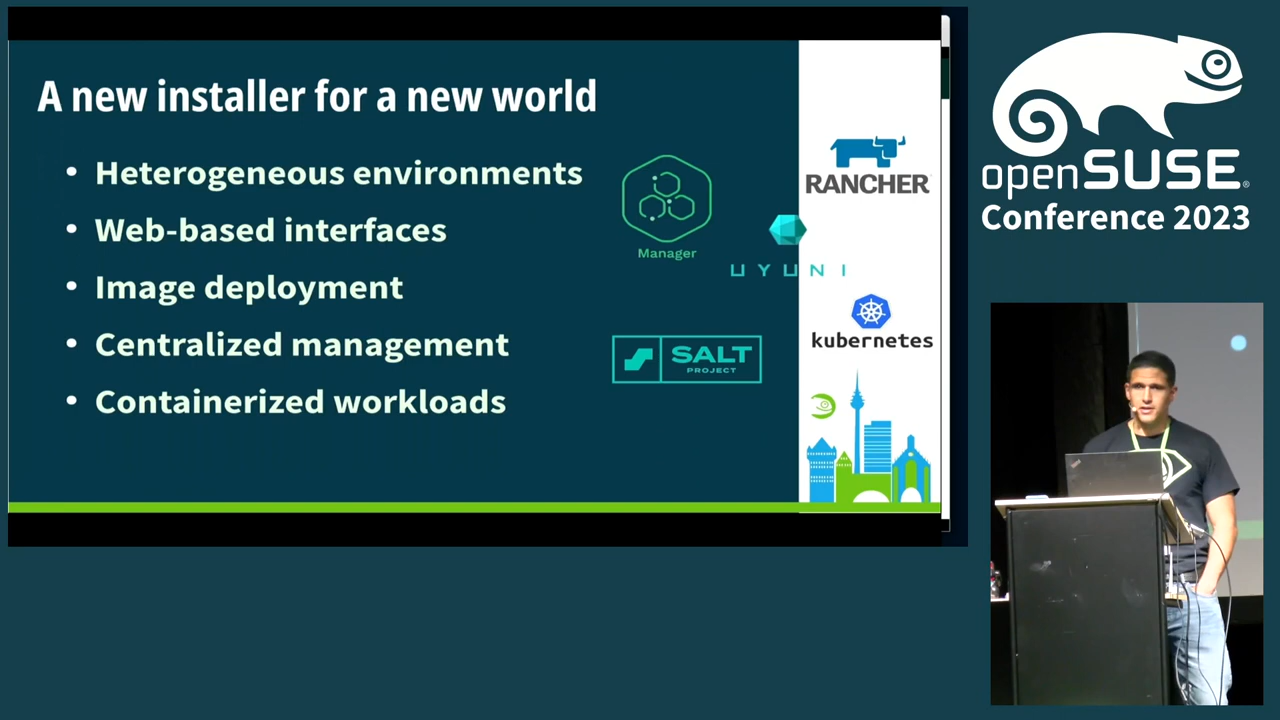 A new installer for a new world
• Heterogeneous environments
• Web-based interfaces
• Image deployment
• Centralized management
• Containerized workloads
Manager
UYUNI
SALT
PROJECT
RANCHER
kubernetes
openSUSE®
Conference 2023